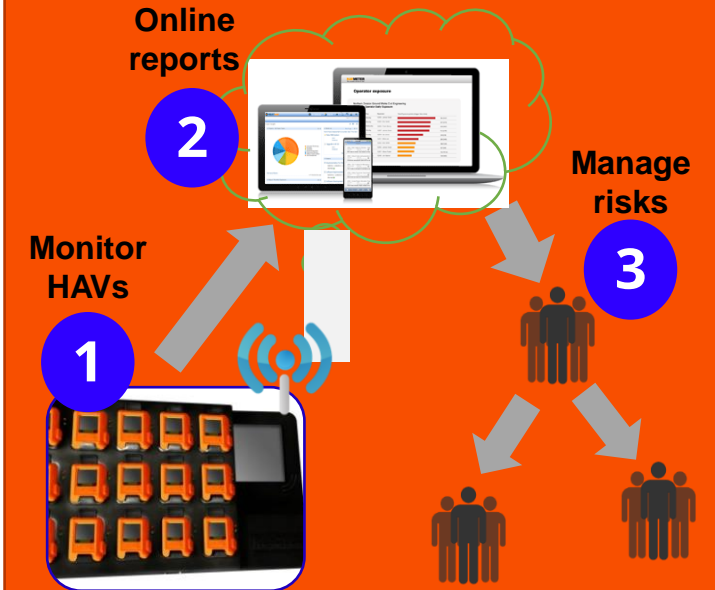 Online
reports
2
Manage
risks
3
Monitor
HAVs
1
Operator exposure